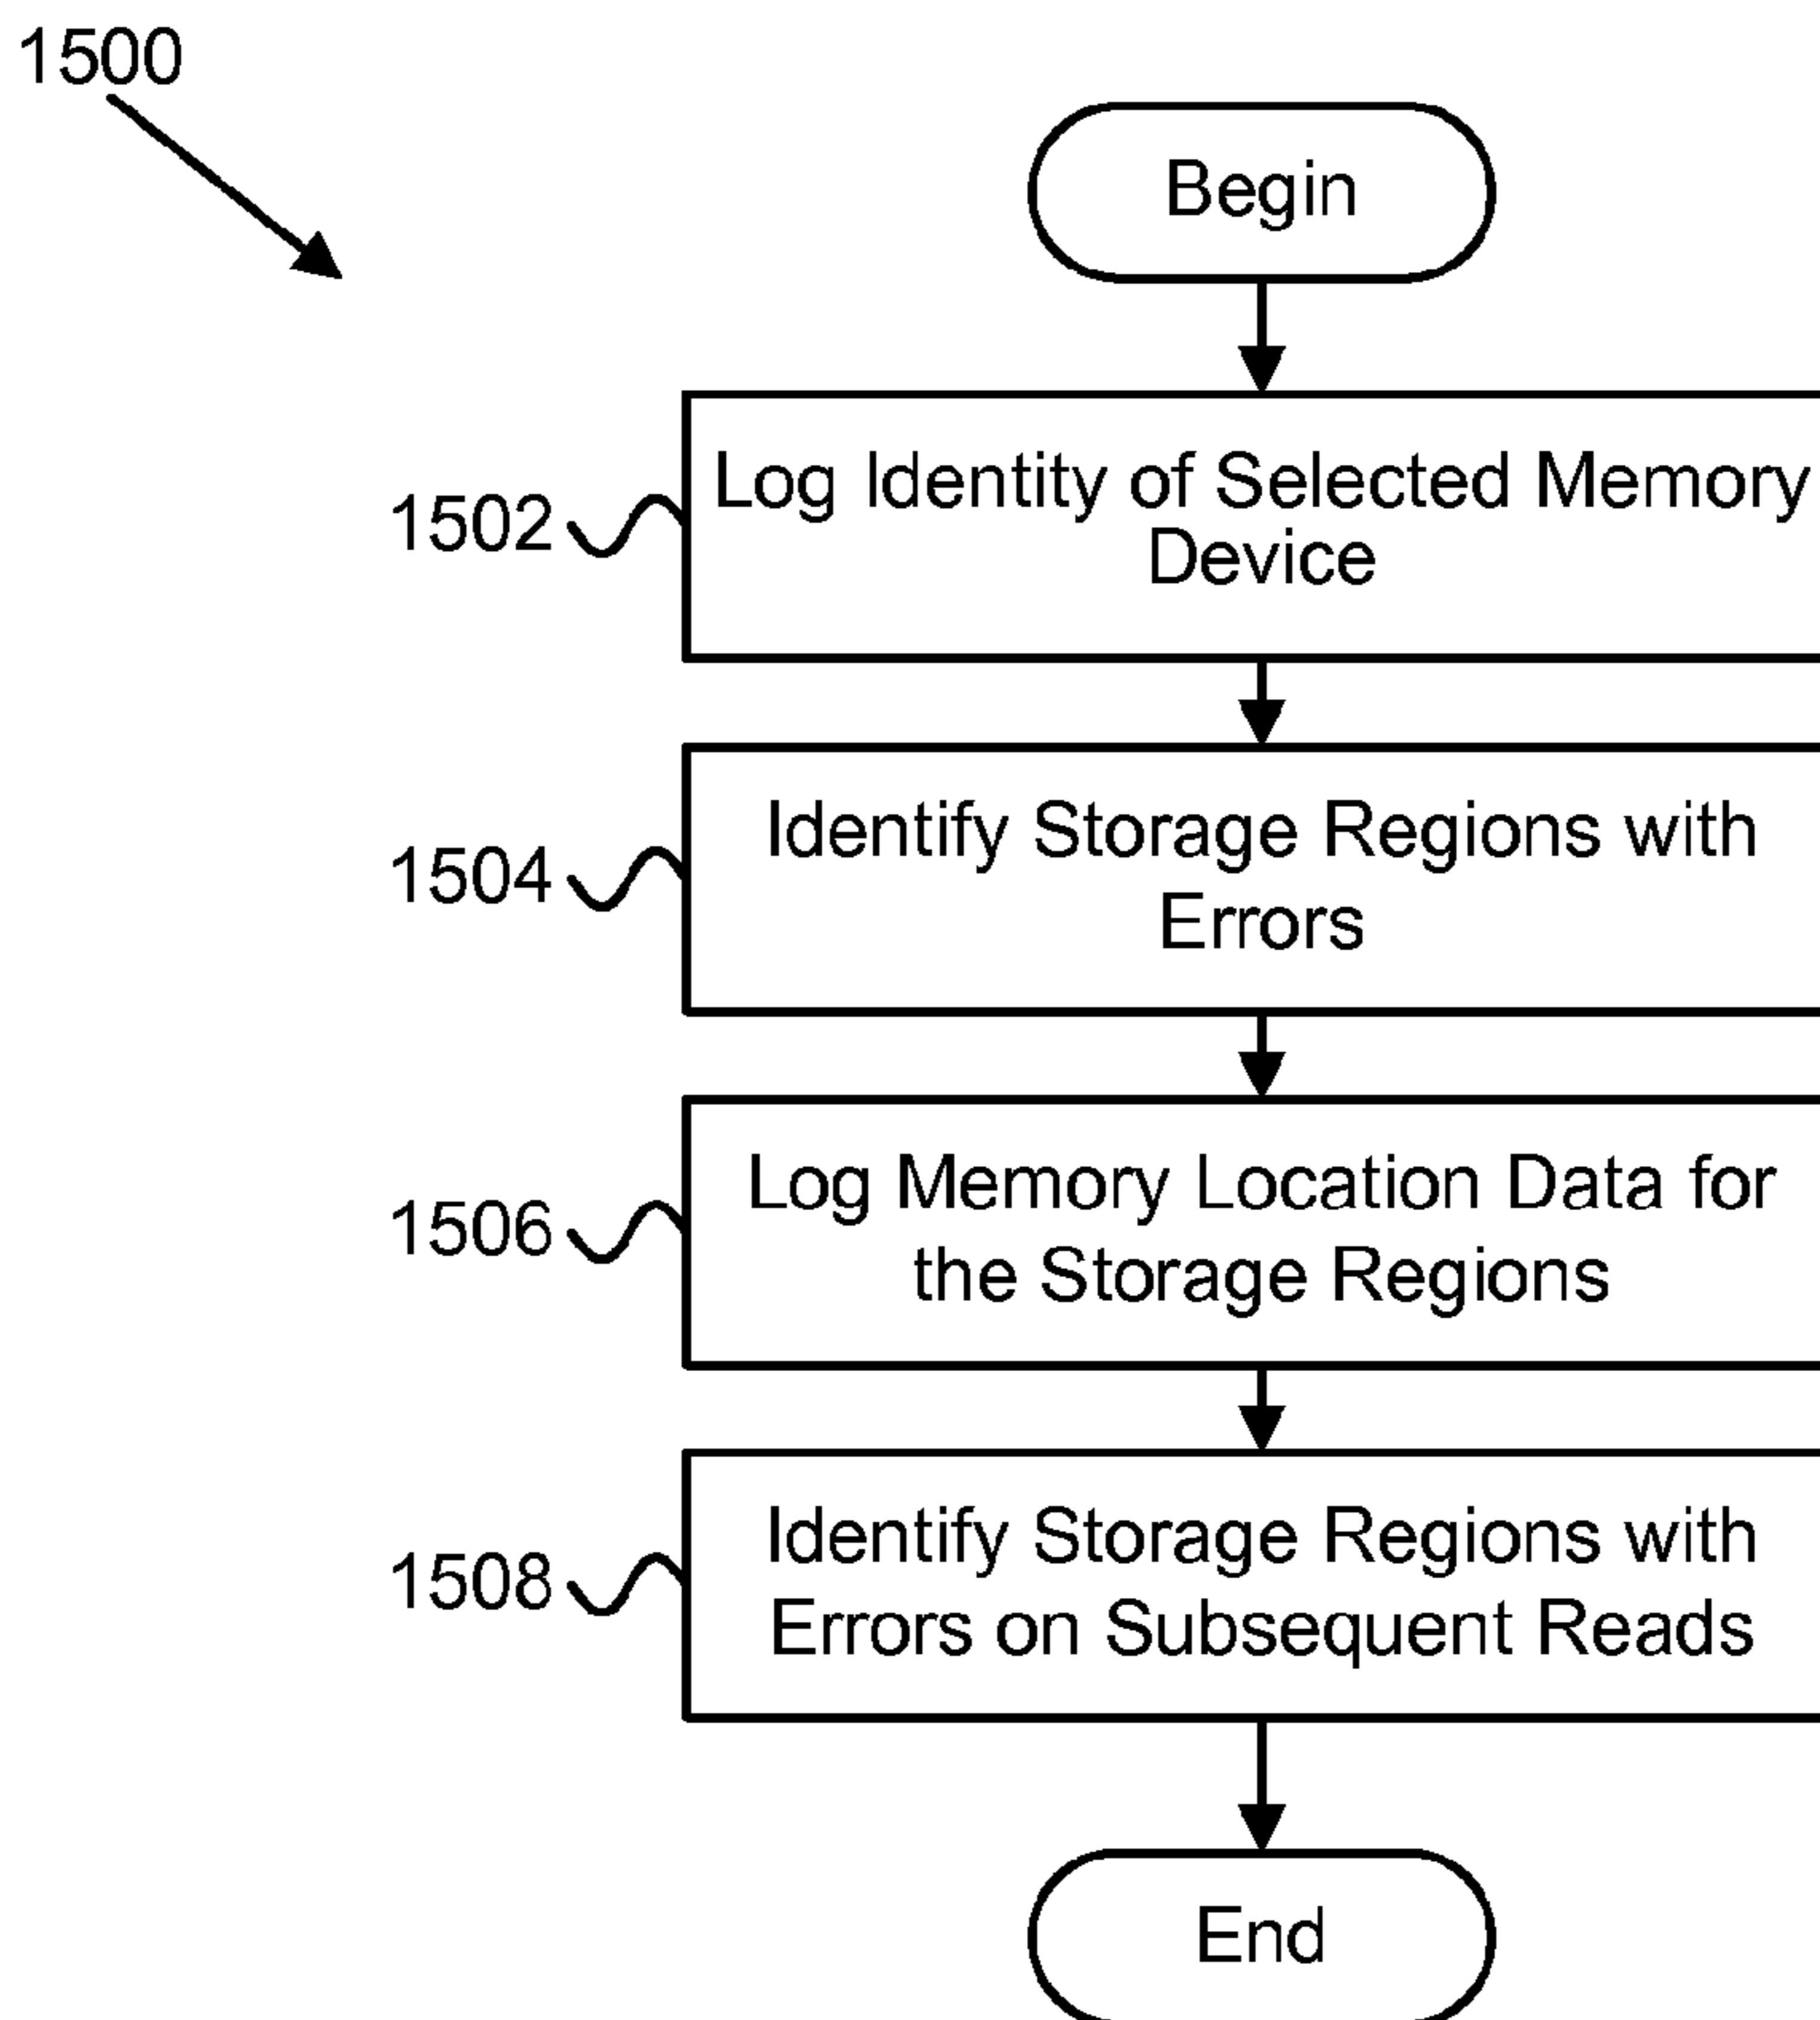 1500
Begin
1502
Log Identity of Selected Memory
Device
1504
Identify Storage Regions with
Errors
1506
Log Memory Location Data for
the Storage Regions
1508
Identify Storage Regions with
Errors on Subsequent Reads
End